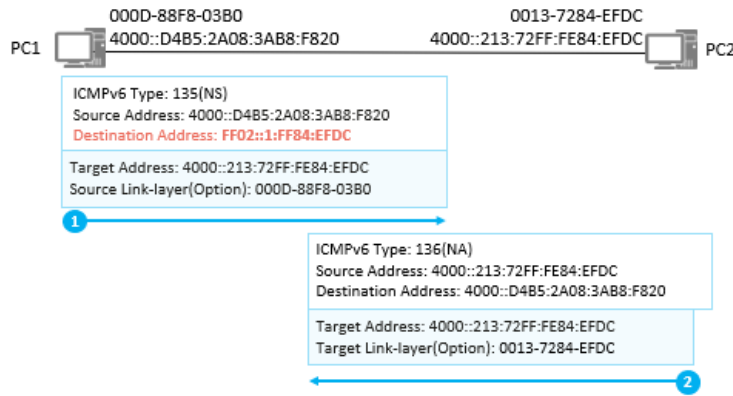 000D-88F8-03B0
4000::D4B5:2A08:3AB8:F820
0013-7284-EFDC
4000::213:72FF:FE84:EFDC
PC1
PC2
ICMPv6 Type: 135(NS)
Source Address: 4000::D4B5:2A08:3AB8:F820
Destination Address: FF02::1:FF84:EFDC
Target Address: 4000::213:72FF:FE84:EFDC
Source Link-layer(Option): 000D-88F8-03B0
1
ICMPv6 Type: 136(NA)
Source Address: 4000::213:72FF:FE84:EFDC
Destination Address: 4000::D4B5:2A08:3AB8:F820
Target Address: 4000::213:72FF:FE84:EFDC
Target Link-layer(Option): 0013-7284-EFDC
2